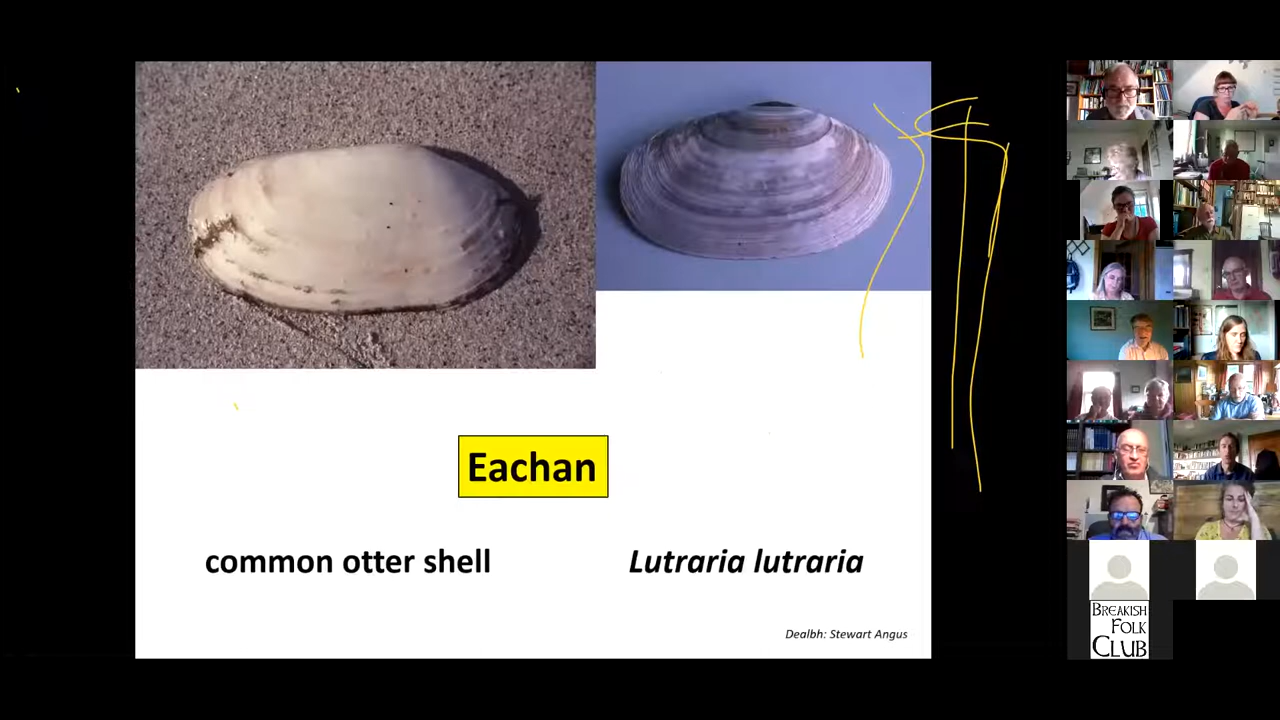 Eachan
common otter shell
Lutraria lutraria
Dealbh: Stewart Angus
BREAKISH
FOLK
CLUB